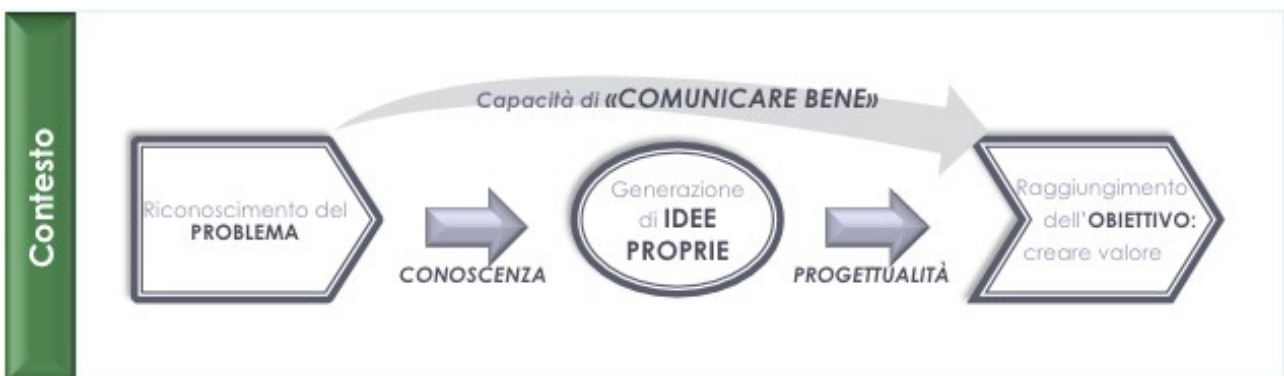 Contesto
Capacità di «COMUNICARE BENE»
Riconoscimento del
PROBLEMA
CONOSCENZA
Generazione
di IDEE
PROPRIE
PROGETTUALITÀ
Raggiungimento
dell'OBIETTIVO:
creare valore